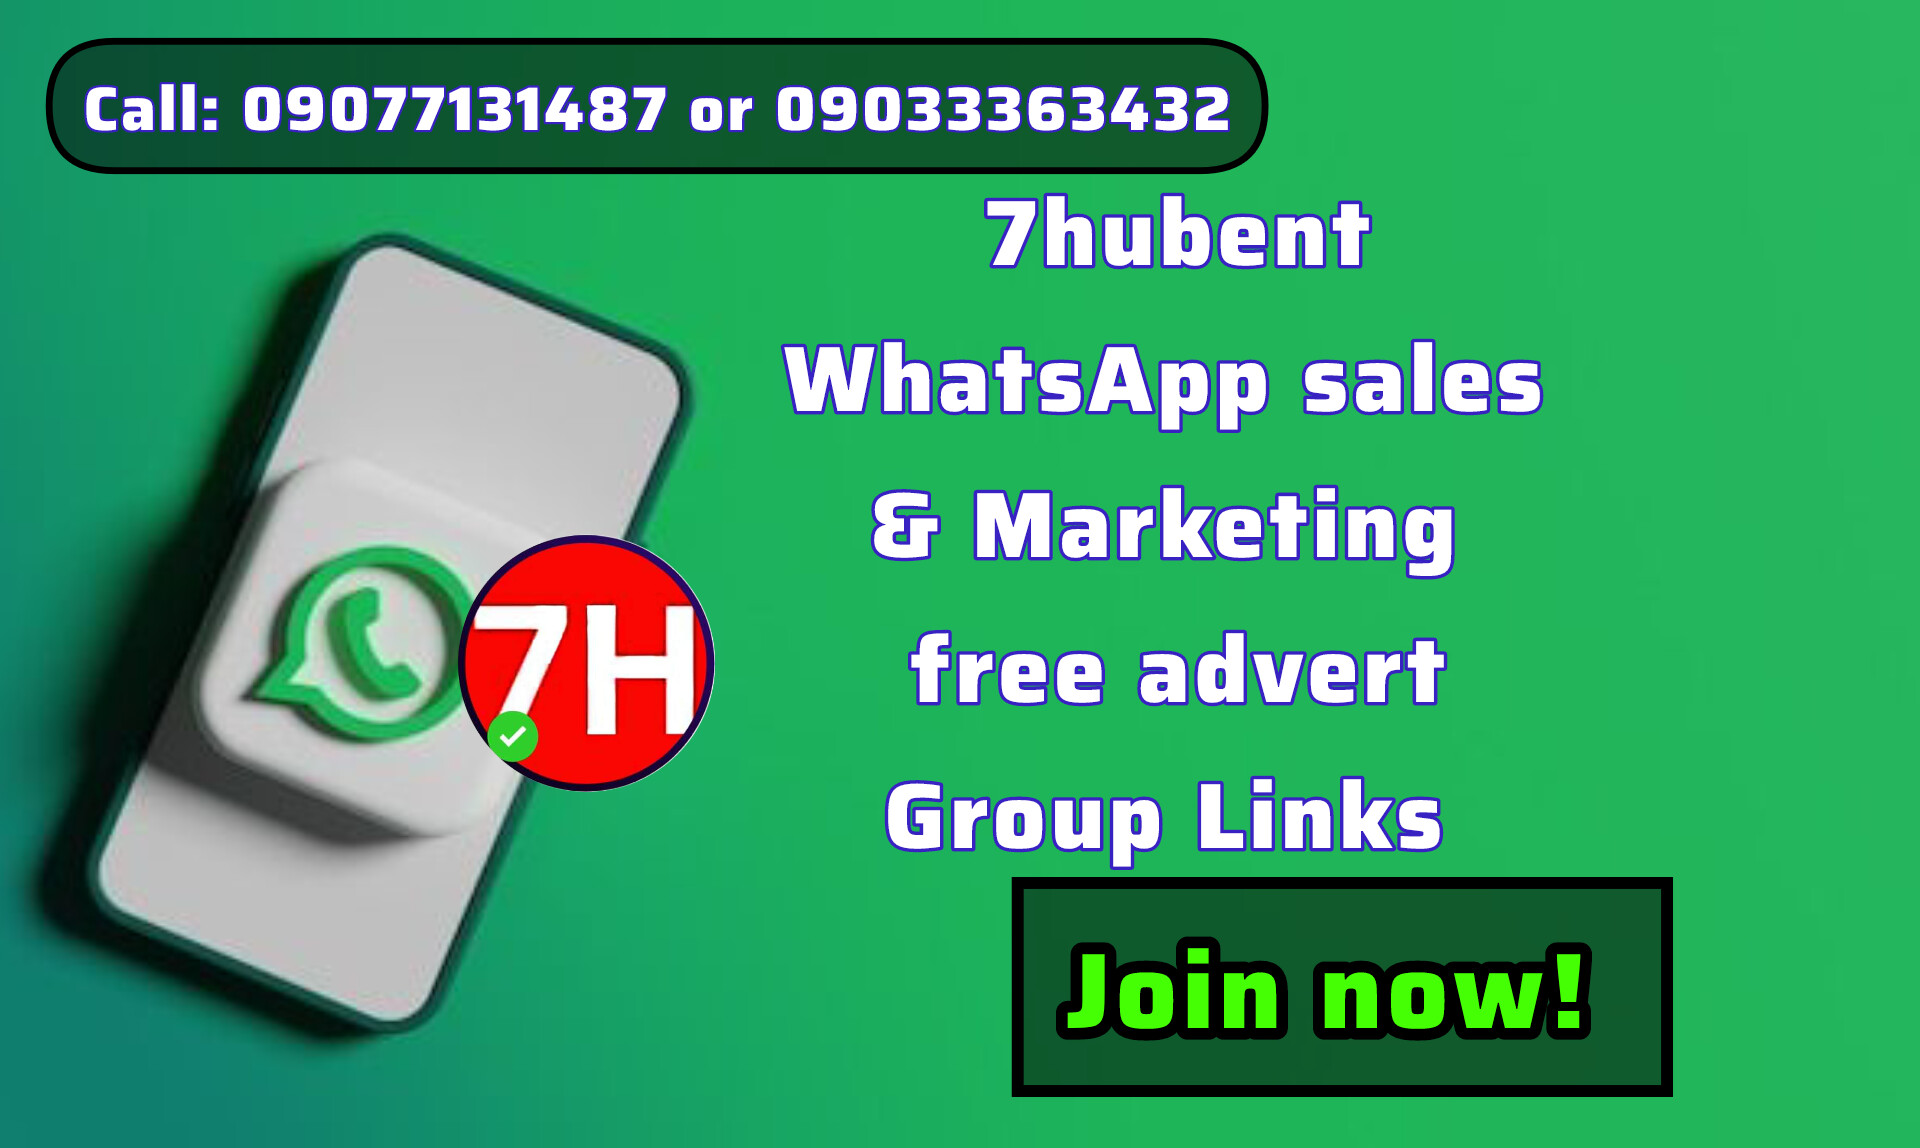 Call: 09077131487 or 09033363432
7hubent
WhatsApp sales
& Marketing
free advert
Group Links
7H
Join now!